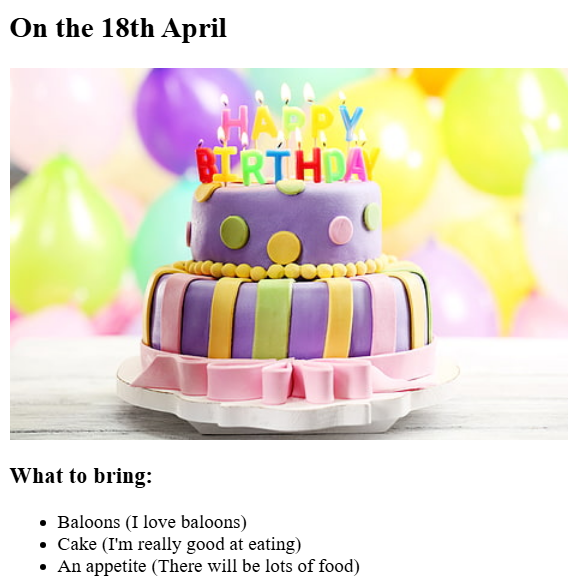 On the 18th April
HAPPY
BIRTHDAY
What to bring:
Baloons (I love baloons)
Cake (I'm really good at eating)
An appetite (There will be lots of food)